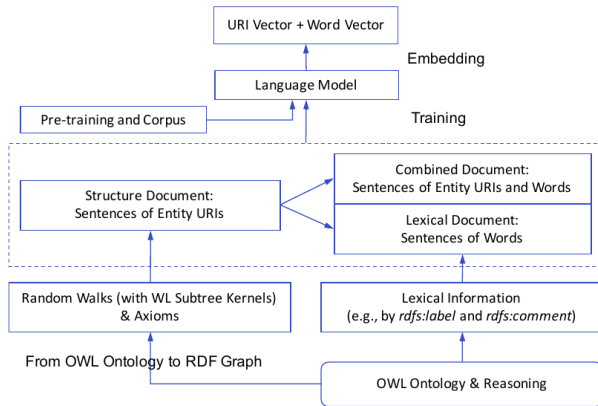 URI Vector + Word Vector
Embedding
Language Model
Pre-training and Corpus
Training
Combined Document:
Sentences of Entity URIs and Words
Structure Document:
Sentences of Entity URIs
Lexical Document:
Sentences of Words
Random Walks (with WL Subtree Kernels)
& Axioms
Lexical Information
(e.g., by rdfs:label and rdfs:comment)
From OWL Ontology to RDF Graph
OWL Ontology & Reasoning